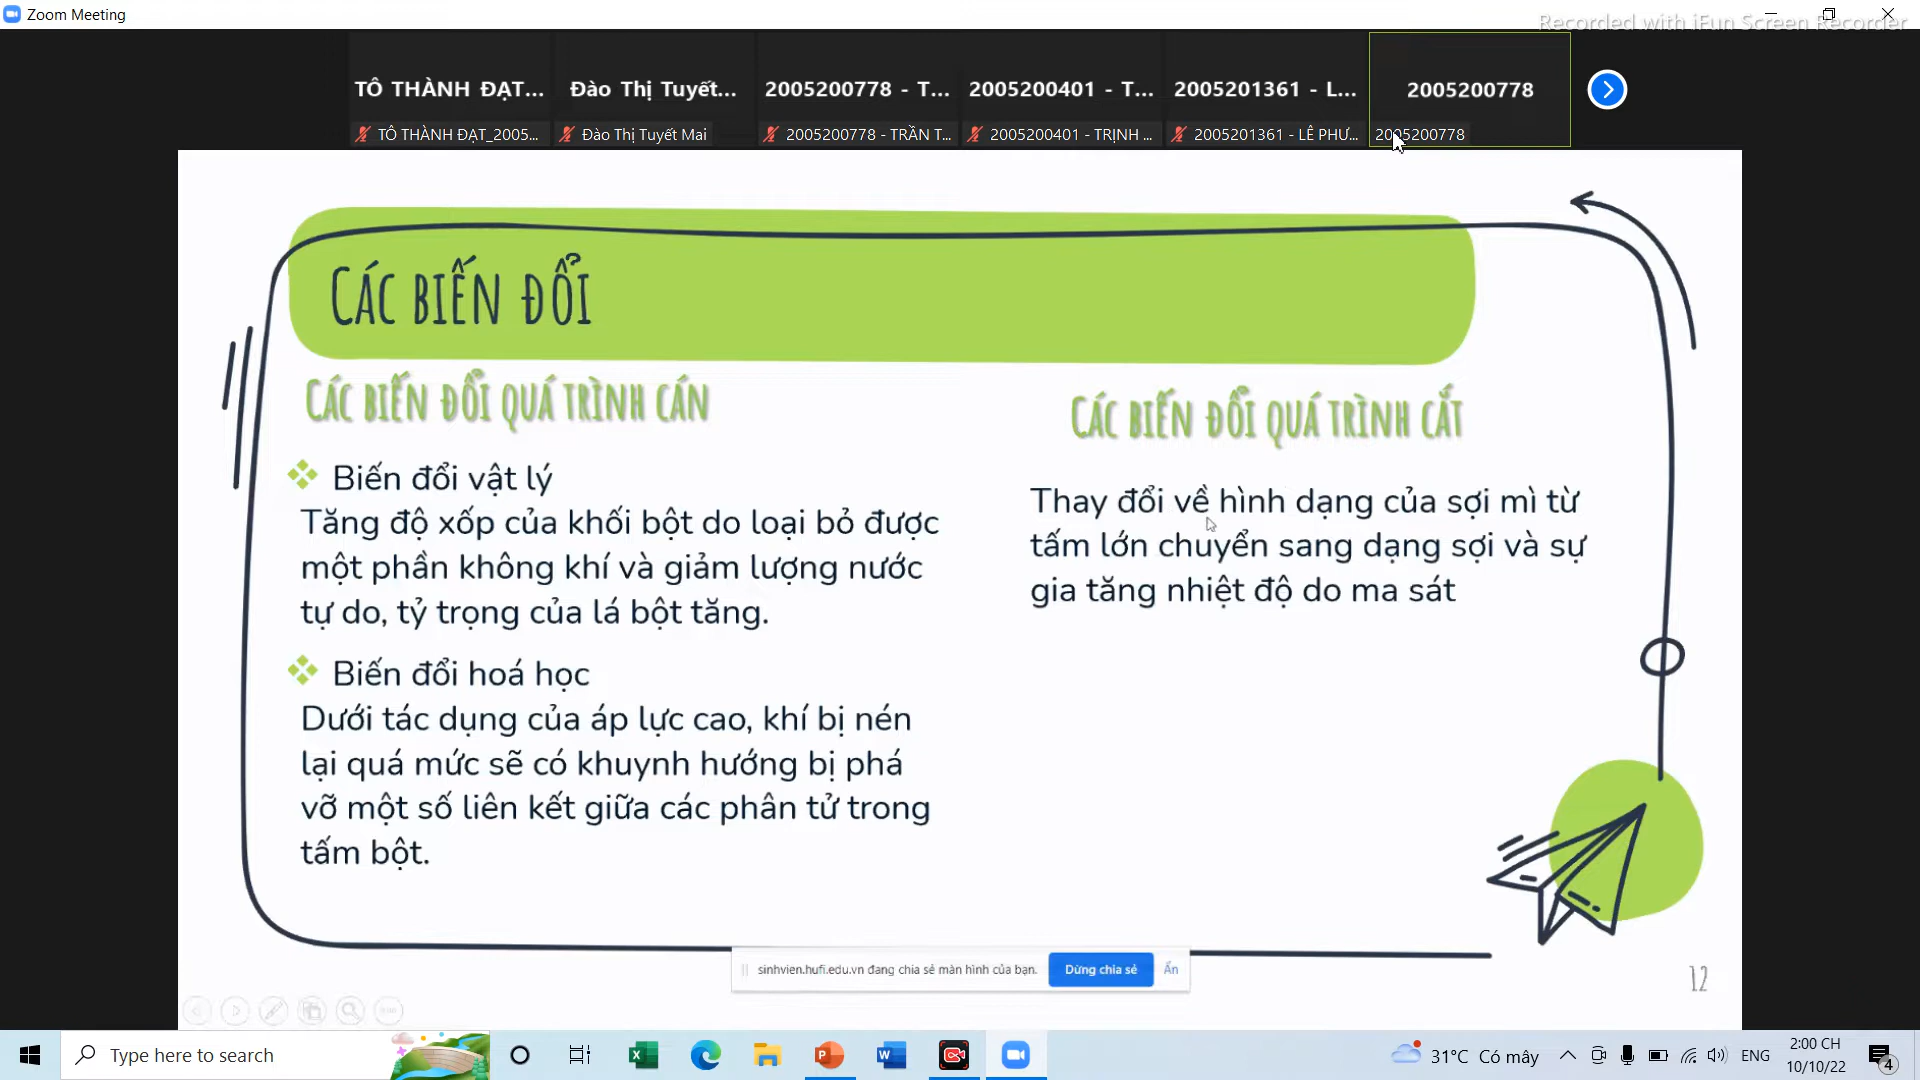 Zoom Meeting
Recorded with iFun Screen Recorder
TÔ THÀNH ĐẠT...
Đào Thị Tuyết...
2005200778 - T...
2005200401 - T...
2005201361 - L...
2005200778
TÔ THÀNH ĐẠT_2005...
Đào Thị Tuyết Mai
2005200778 - TRẦN T...
2005200401 - TRỊNH ...
2005201361 - LÊ PHƯ...
2005200778
CÁC BIẾN ĐỔI
CÁC BIẾN ĐỔI QUÁ TRÌNH CÁN
Biến đổi vật lý
Tăng độ xốp của khối bột do loại bỏ được
một phần không khí và giảm lượng nước
tự do, tỷ trọng của lá bột tăng.
Biến đổi hoá học
Dưới tác dụng của áp lực cao, khí bị nén
lại quá mức sẽ có khuynh hướng bị phá
vỡ một số liên kết giữa các phân tử trong
tấm bột.
CÁC BIẾN ĐỔI QUÁ TRÌNH CẮT
Thay đổi về hình dạng của sợi mì từ
tấm lớn chuyển sang dạng sợi và sự
gia tăng nhiệt độ do ma sát
sinhvien.hufi.edu.vn đang chia sẻ màn hình của bạn.
Dừng chia sẻ
Ẩn
12
Type here to search
31°C Có mây
ENG
2:00 CH
10/10/22
4